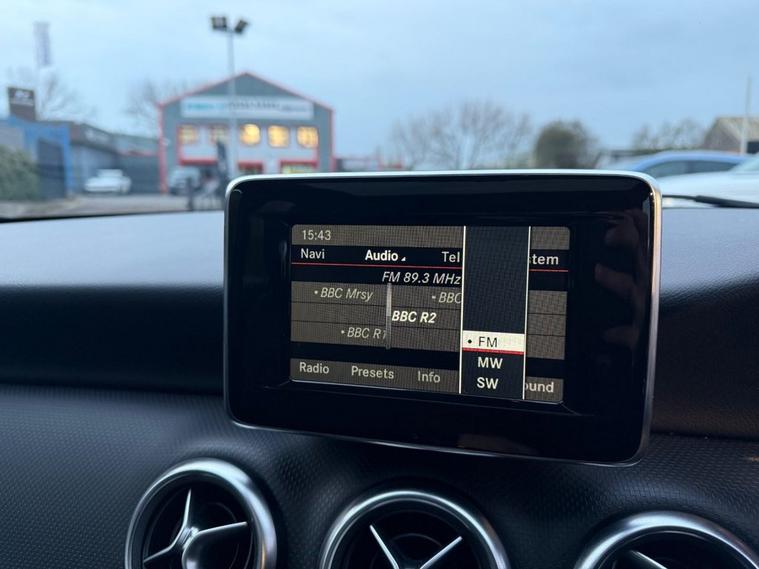 15:43
Navi Audio Tel stem
FM 89.3 MHz
• BBC Mrsy • BBC
BBC R2
• BBC R1
• FM
MW
SW
Radio Presets Info ound